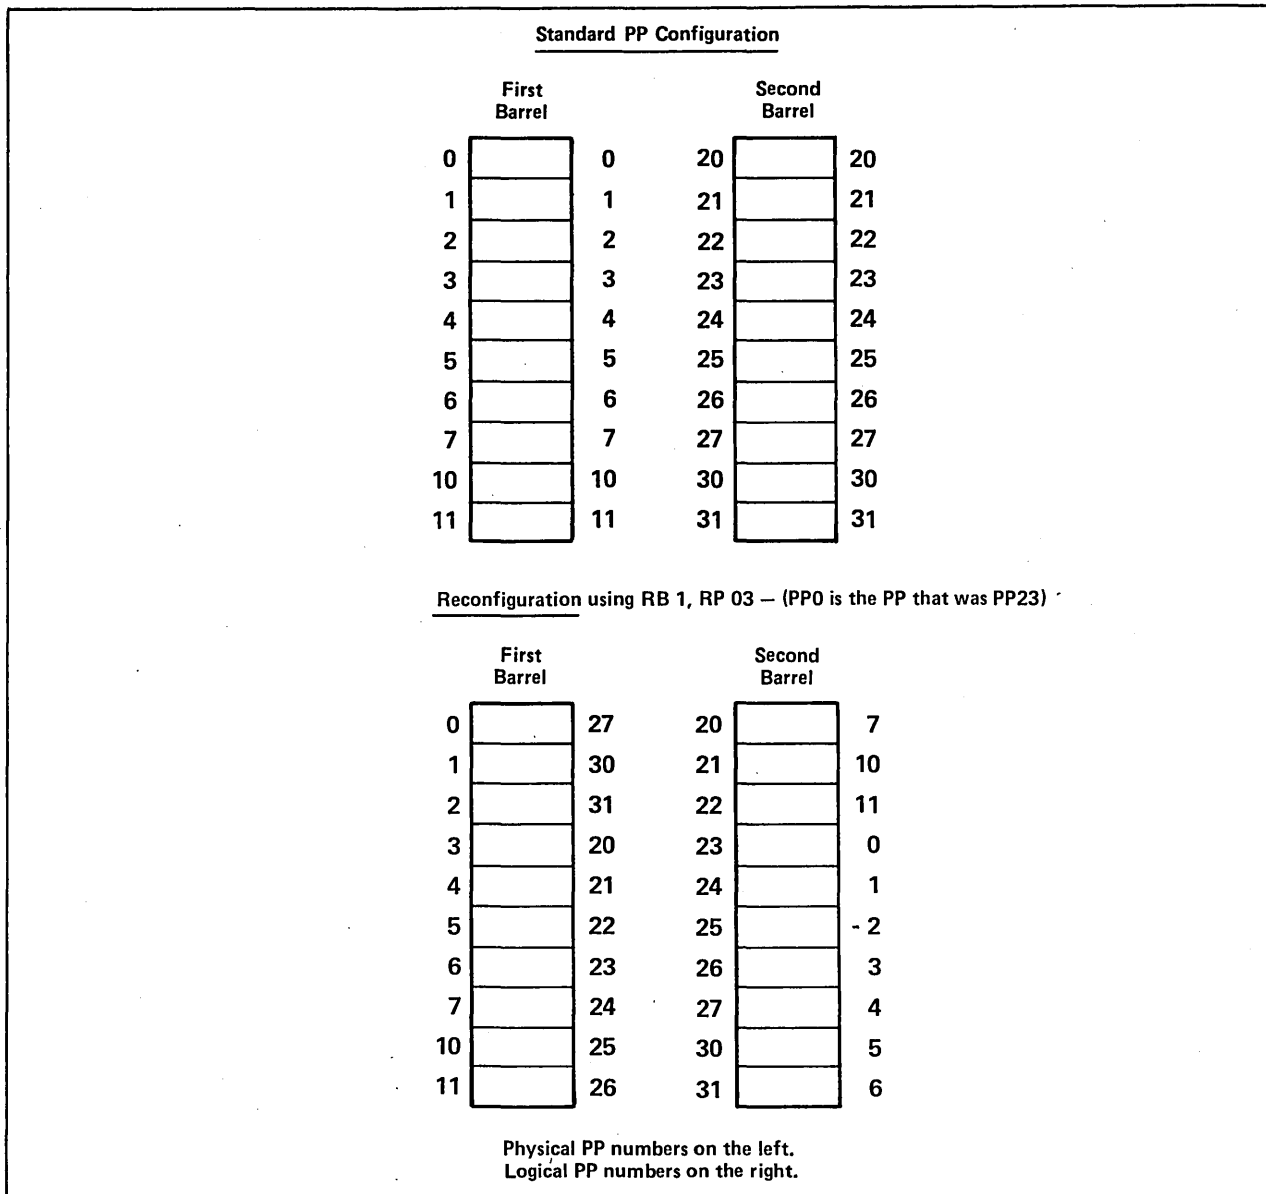 Standard PP Configuration
First Barrel Second Barrel
0 0 20 20
1 1 21 21
2 2 22 22
3 3 23 23
4 4 24 24
5 5 25 25
6 6 26 26
7 7 27 27
10 10 30 30
11 11 31 31
Reconfiguration using RB 1, RP 03 — (PP0 is the PP that was PP23)
First Barrel Second Barrel
0 27 20 7
1 30 21 10
2 31 22 11
3 20 23 0
4 21 24 1
5 22 25 2
6 23 26 3
7 24 27 4
10 25 30 5
11 26 31 6
Physical PP numbers on the left.
Logical PP numbers on the right.